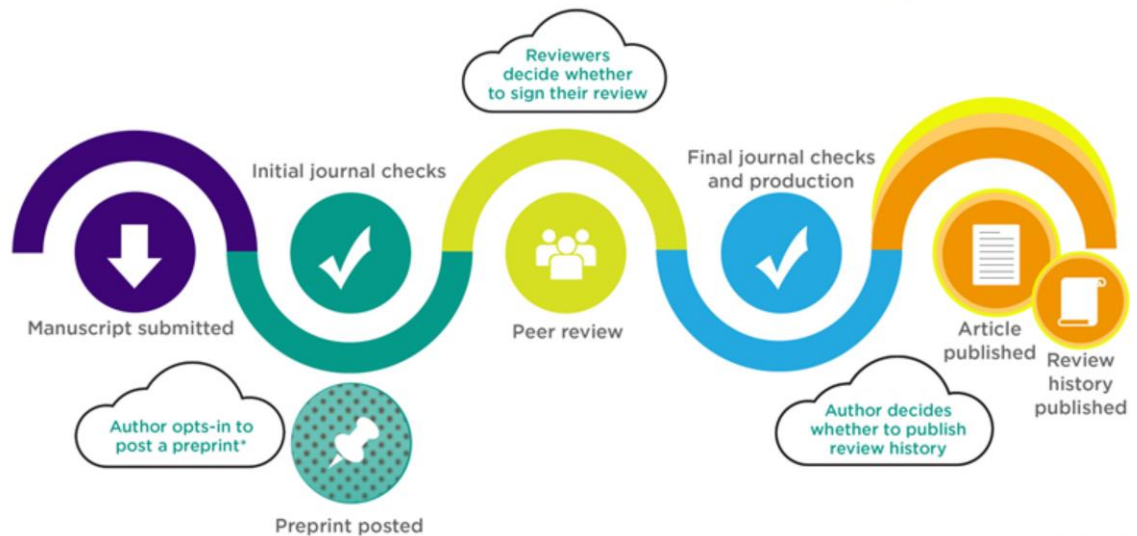 Reviewers
decide whether
to sign their review
Initial journal checks
Final journal checks
and production
Manuscript submitted
Peer review
Article
published
Review
history
published
Author opts-in to
post a preprint*
Author decides
whether to publish
review history
Preprint posted